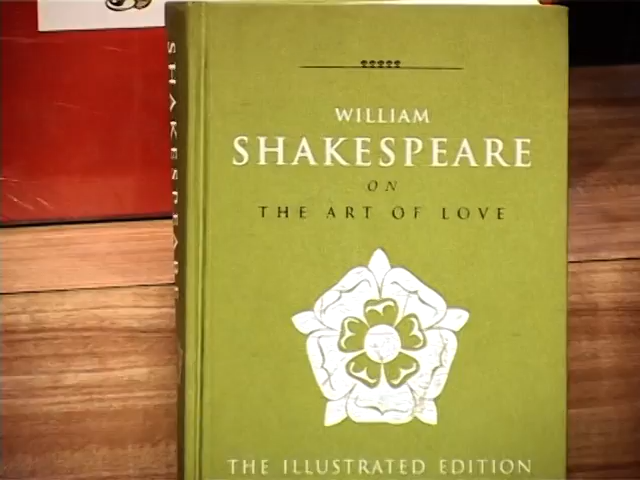 SHAKESPEARE
WILLIAM
SHAKESPEARE
ON
THE ART OF LOVE
THE ILLUSTRATED EDITION